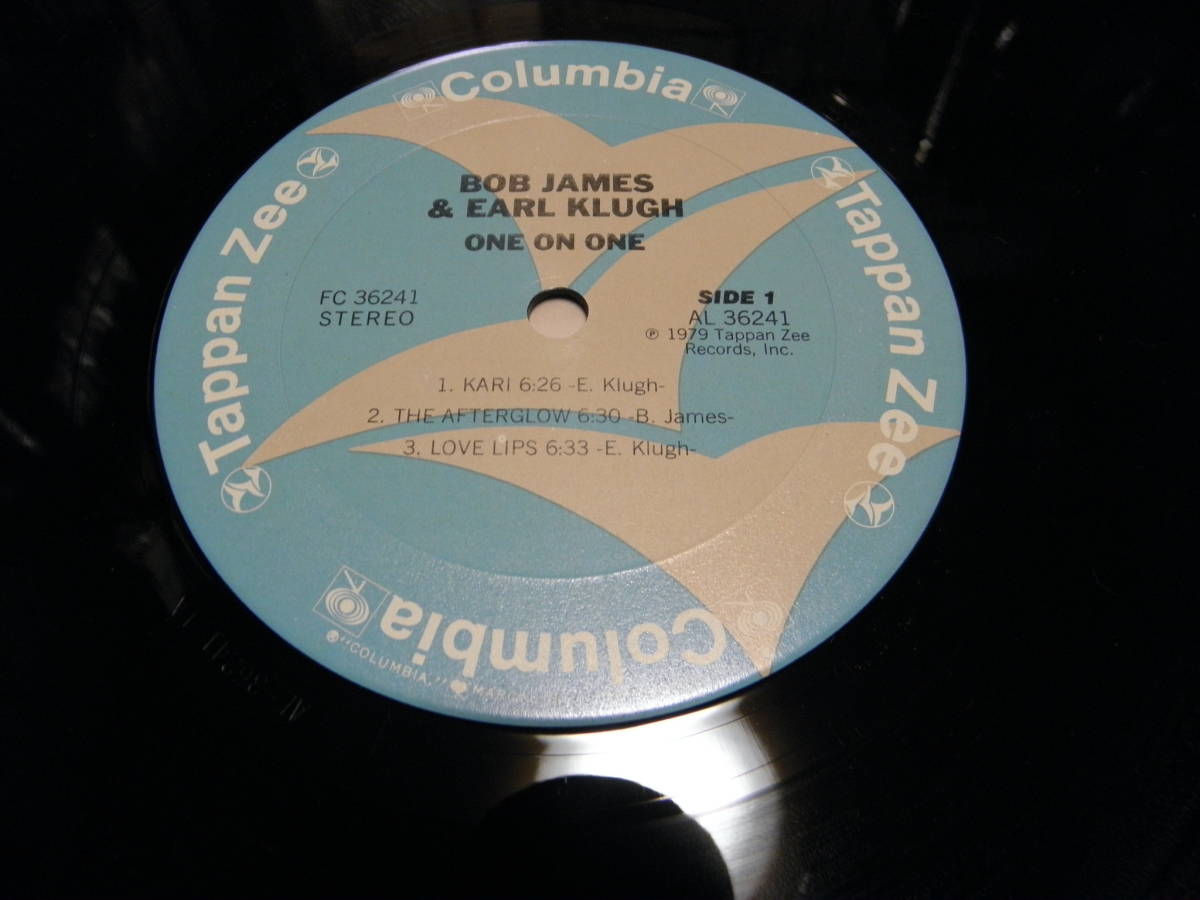 Columbia
Tappan Zee
Tappan Zee
BOB JAMES
& EARL KLUGH
ONE ON ONE
FC 36241
STEREO
SIDE 1
AL 36241
℗ 1979 Tappan Zee
Records, Inc.
1. KARI 6:26 -E. Klugh-
2. THE AFTERGLOW 6:30 -B. James-
3. LOVE LIPS 6:33 -E. Klugh-
Columbia
"COLUMBIA,"